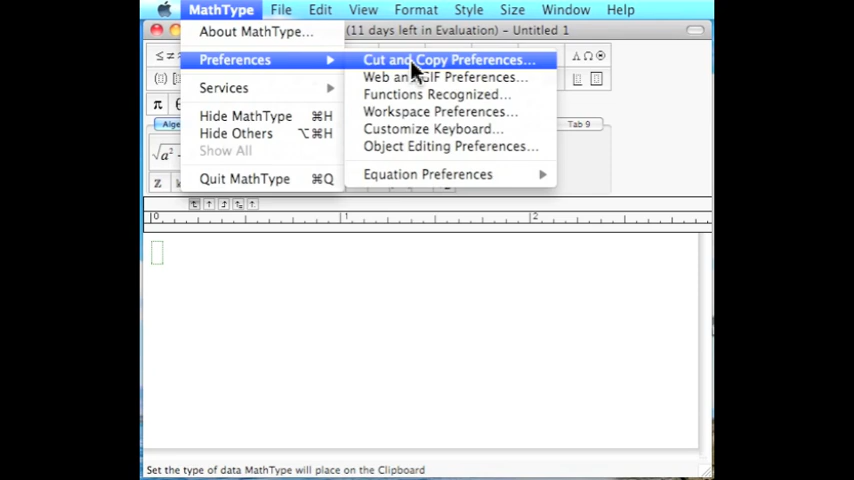 MathType File Edit View Format Style Size Window Help
About MathType... (11 days left in Evaluation) - Untitled 1
Preferences
Cut and Copy Preferences...
Web and GIF Preferences...
Services
Functions Recognized...
Workspace Preferences...
Hide MathType ⌘H
Customize Keyboard...
Hide Others ⌥⌘H
Object Editing Preferences...
Show All
Equation Preferences
Quit MathType ⌘Q
Tab 9
0 1 2
Set the type of data MathType will place on the Clipboard